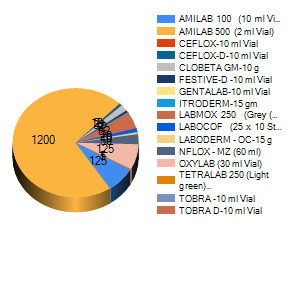 AMILAB 100 (10 ml Vi...
AMILAB 500 (2 ml Vial)
CEFLOX-10 ml Vial
CEFLOX-D-10 ml Vial
CLOBETA GM-10 g
FESTIVE-D -10 ml Vial
GENTALAB-10 ml Vial
ITRODERM-15 gm
LABMOX 250 (Grey (...
LABOCOF (25 x 10 St...
LABODERM - OC-15 g
NFLOX - MZ (60 ml)
OXYLAB (30 ml Vial)
TETRALAB 250 (Light
green)...
TOBRA -10 ml Vial
TOBRA D-10 ml Vial
1200
125
125